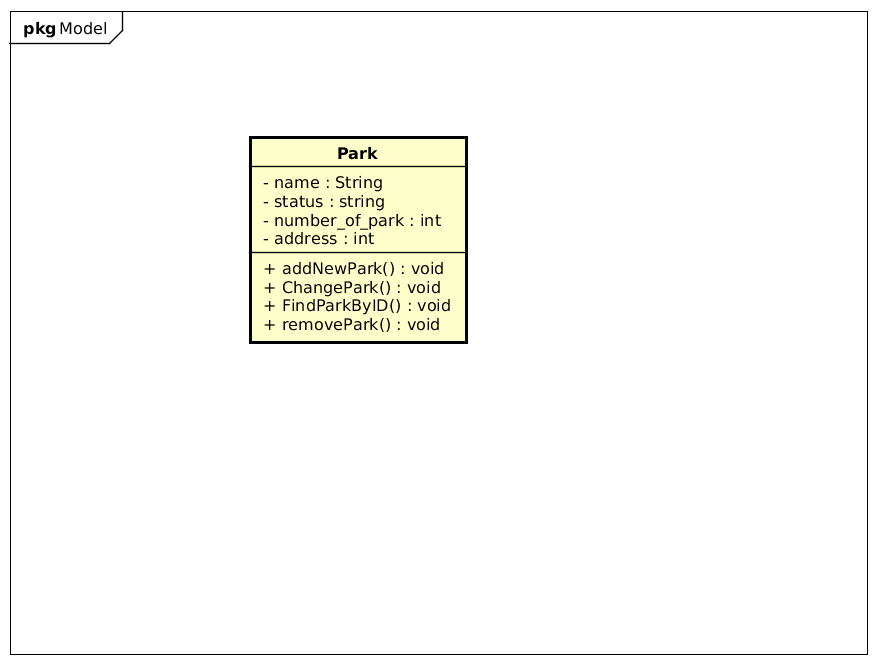 pkg Model
Park
- name : String
- status : string
- number_of_park : int
- address : int
+ addNewPark() : void
+ ChangePark() : void
+ FindParkByID() : void
+ removePark() : void